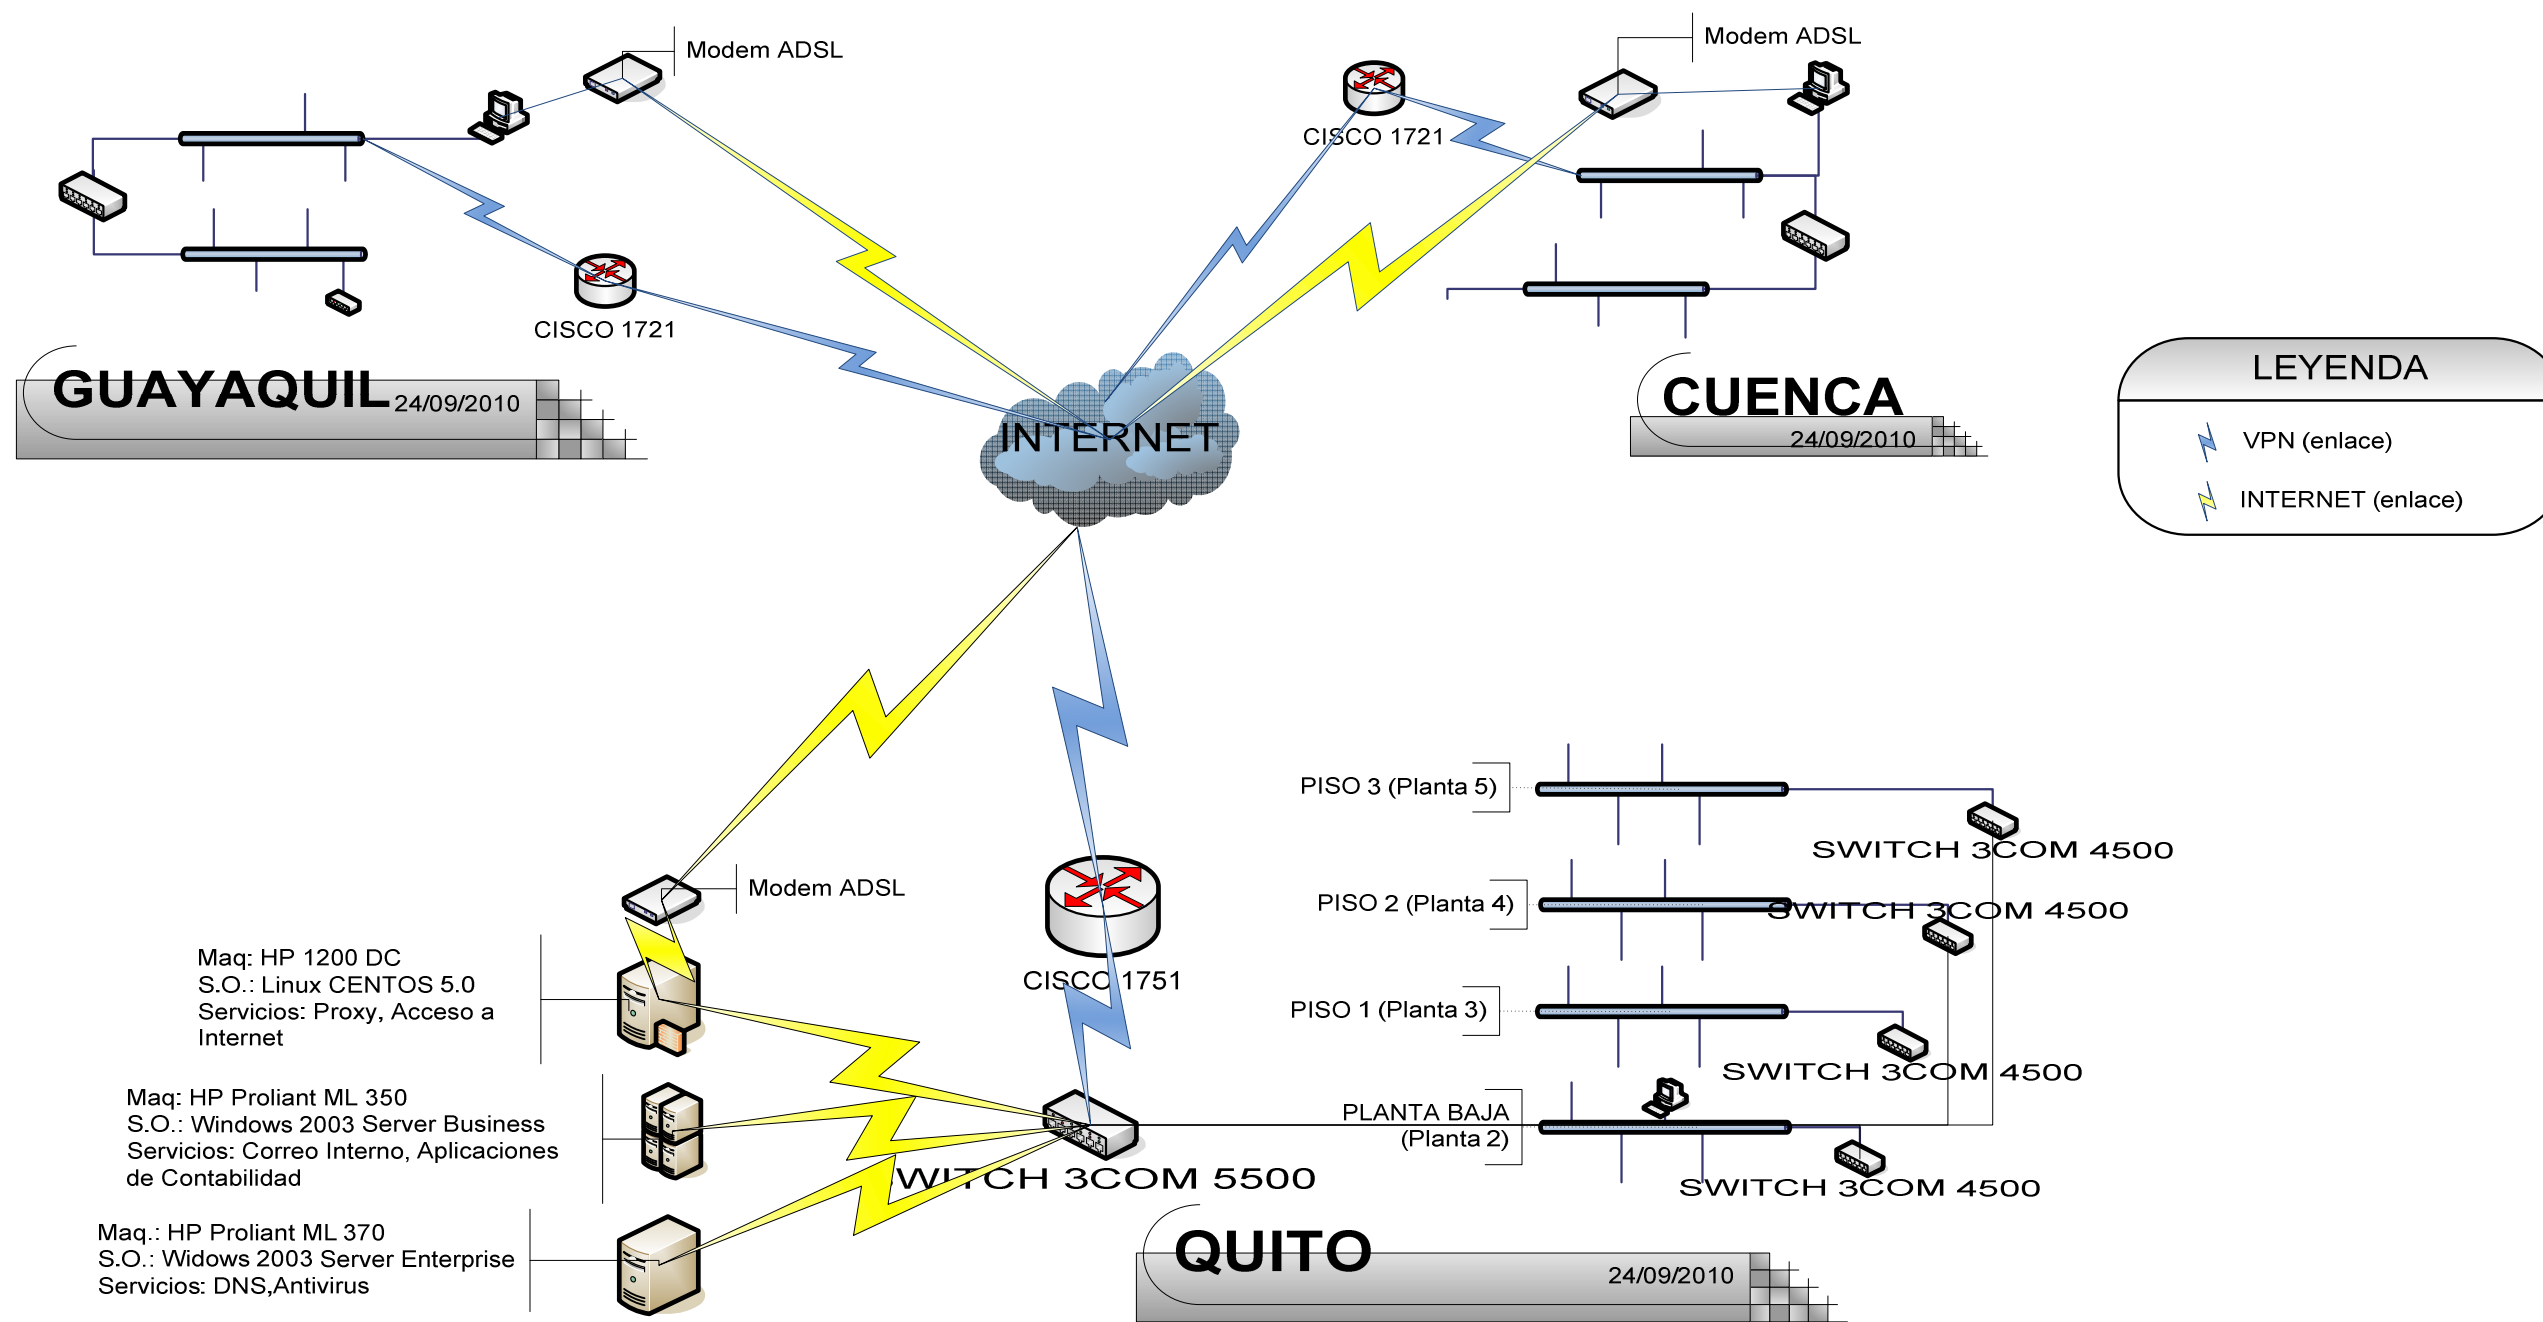 Modem ADSL
Modem ADSL
CISCO 1721
CISCO 1721
GUAYAQUIL
24/09/2010
CUENCA
24/09/2010
INTERNET
LEYENDA
VPN (enlace)
INTERNET (enlace)
PISO 3 (Planta 5)
SWITCH 3COM 4500
PISO 2 (Planta 4)
SWITCH 3COM 4500
PISO 1 (Planta 3)
SWITCH 3COM 4500
PLANTA BAJA
(Planta 2)
SWITCH 3COM 4500
Modem ADSL
CISCO 1751
Maq: HP 1200 DC
S.O.: Linux CENTOS 5.0
Servicios: Proxy, Acceso a
Internet
Maq: HP Proliant ML 350
S.O.: Windows 2003 Server Business
Servicios: Correo Interno, Aplicaciones
de Contabilidad
SWITCH 3COM 5500
Maq.: HP Proliant ML 370
S.O.: Widows 2003 Server Enterprise
Servicios: DNS,Antivirus
QUITO
24/09/2010